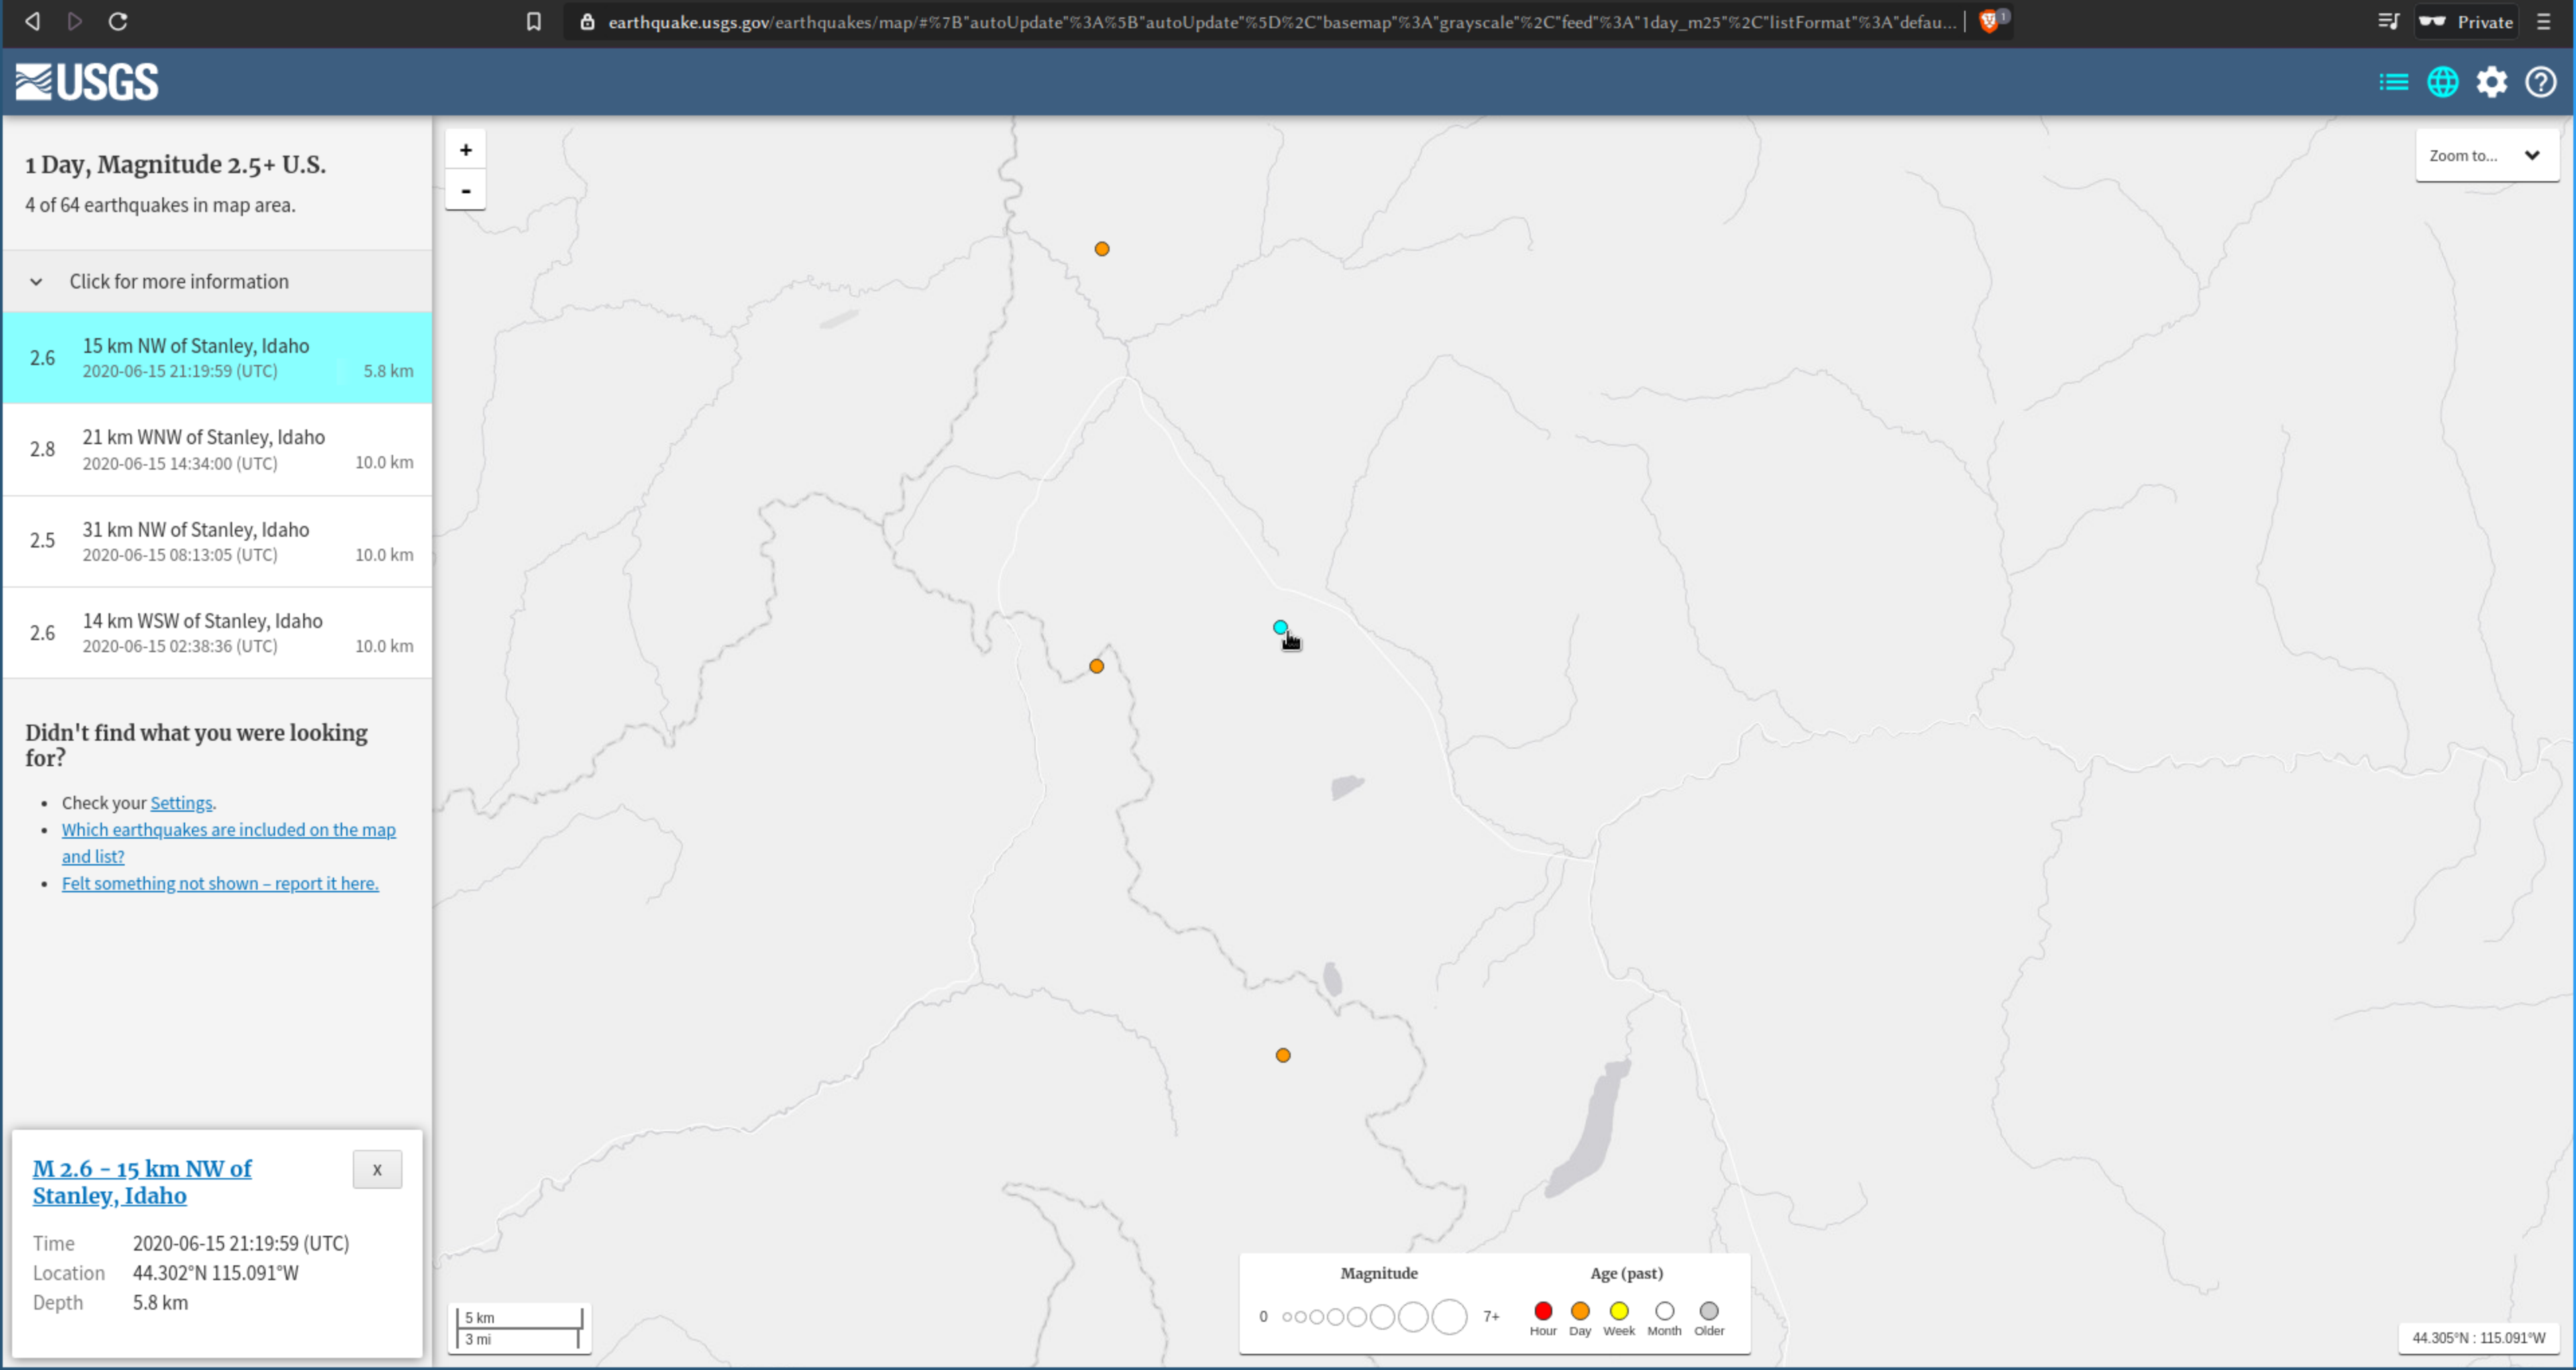 earthquake.usgs.gov/earthquakes/map/#%7B"autoUpdate"%3A%5B"autoUpdate"%5D%2C"basemap"%3A"grayscale"%2C"feed"%3A"1day_m25"%2C"listFormat"%3A"defau...
1
Private
USGS
1 Day, Magnitude 2.5+ U.S.
4 of 64 earthquakes in map area.
Click for more information
2.6
15 km NW of Stanley, Idaho
2020-06-15 21:19:59 (UTC)
5.8 km
2.8
21 km WNW of Stanley, Idaho
2020-06-15 14:34:00 (UTC)
10.0 km
2.5
31 km NW of Stanley, Idaho
2020-06-15 08:13:05 (UTC)
10.0 km
2.6
14 km WSW of Stanley, Idaho
2020-06-15 02:38:36 (UTC)
10.0 km
Didn't find what you were looking
for?
• Check your Settings.
• Which earthquakes are included on the map
and list?
• Felt something not shown – report it here.
M 2.6 - 15 km NW of
Stanley, Idaho
X
Time 2020-06-15 21:19:59 (UTC)
Location 44.302°N 115.091°W
Depth 5.8 km
+
-
Zoom to...
5 km
3 mi
Magnitude
0
7+
Age (past)
Hour Day Week Month Older
44.305°N : 115.091°W